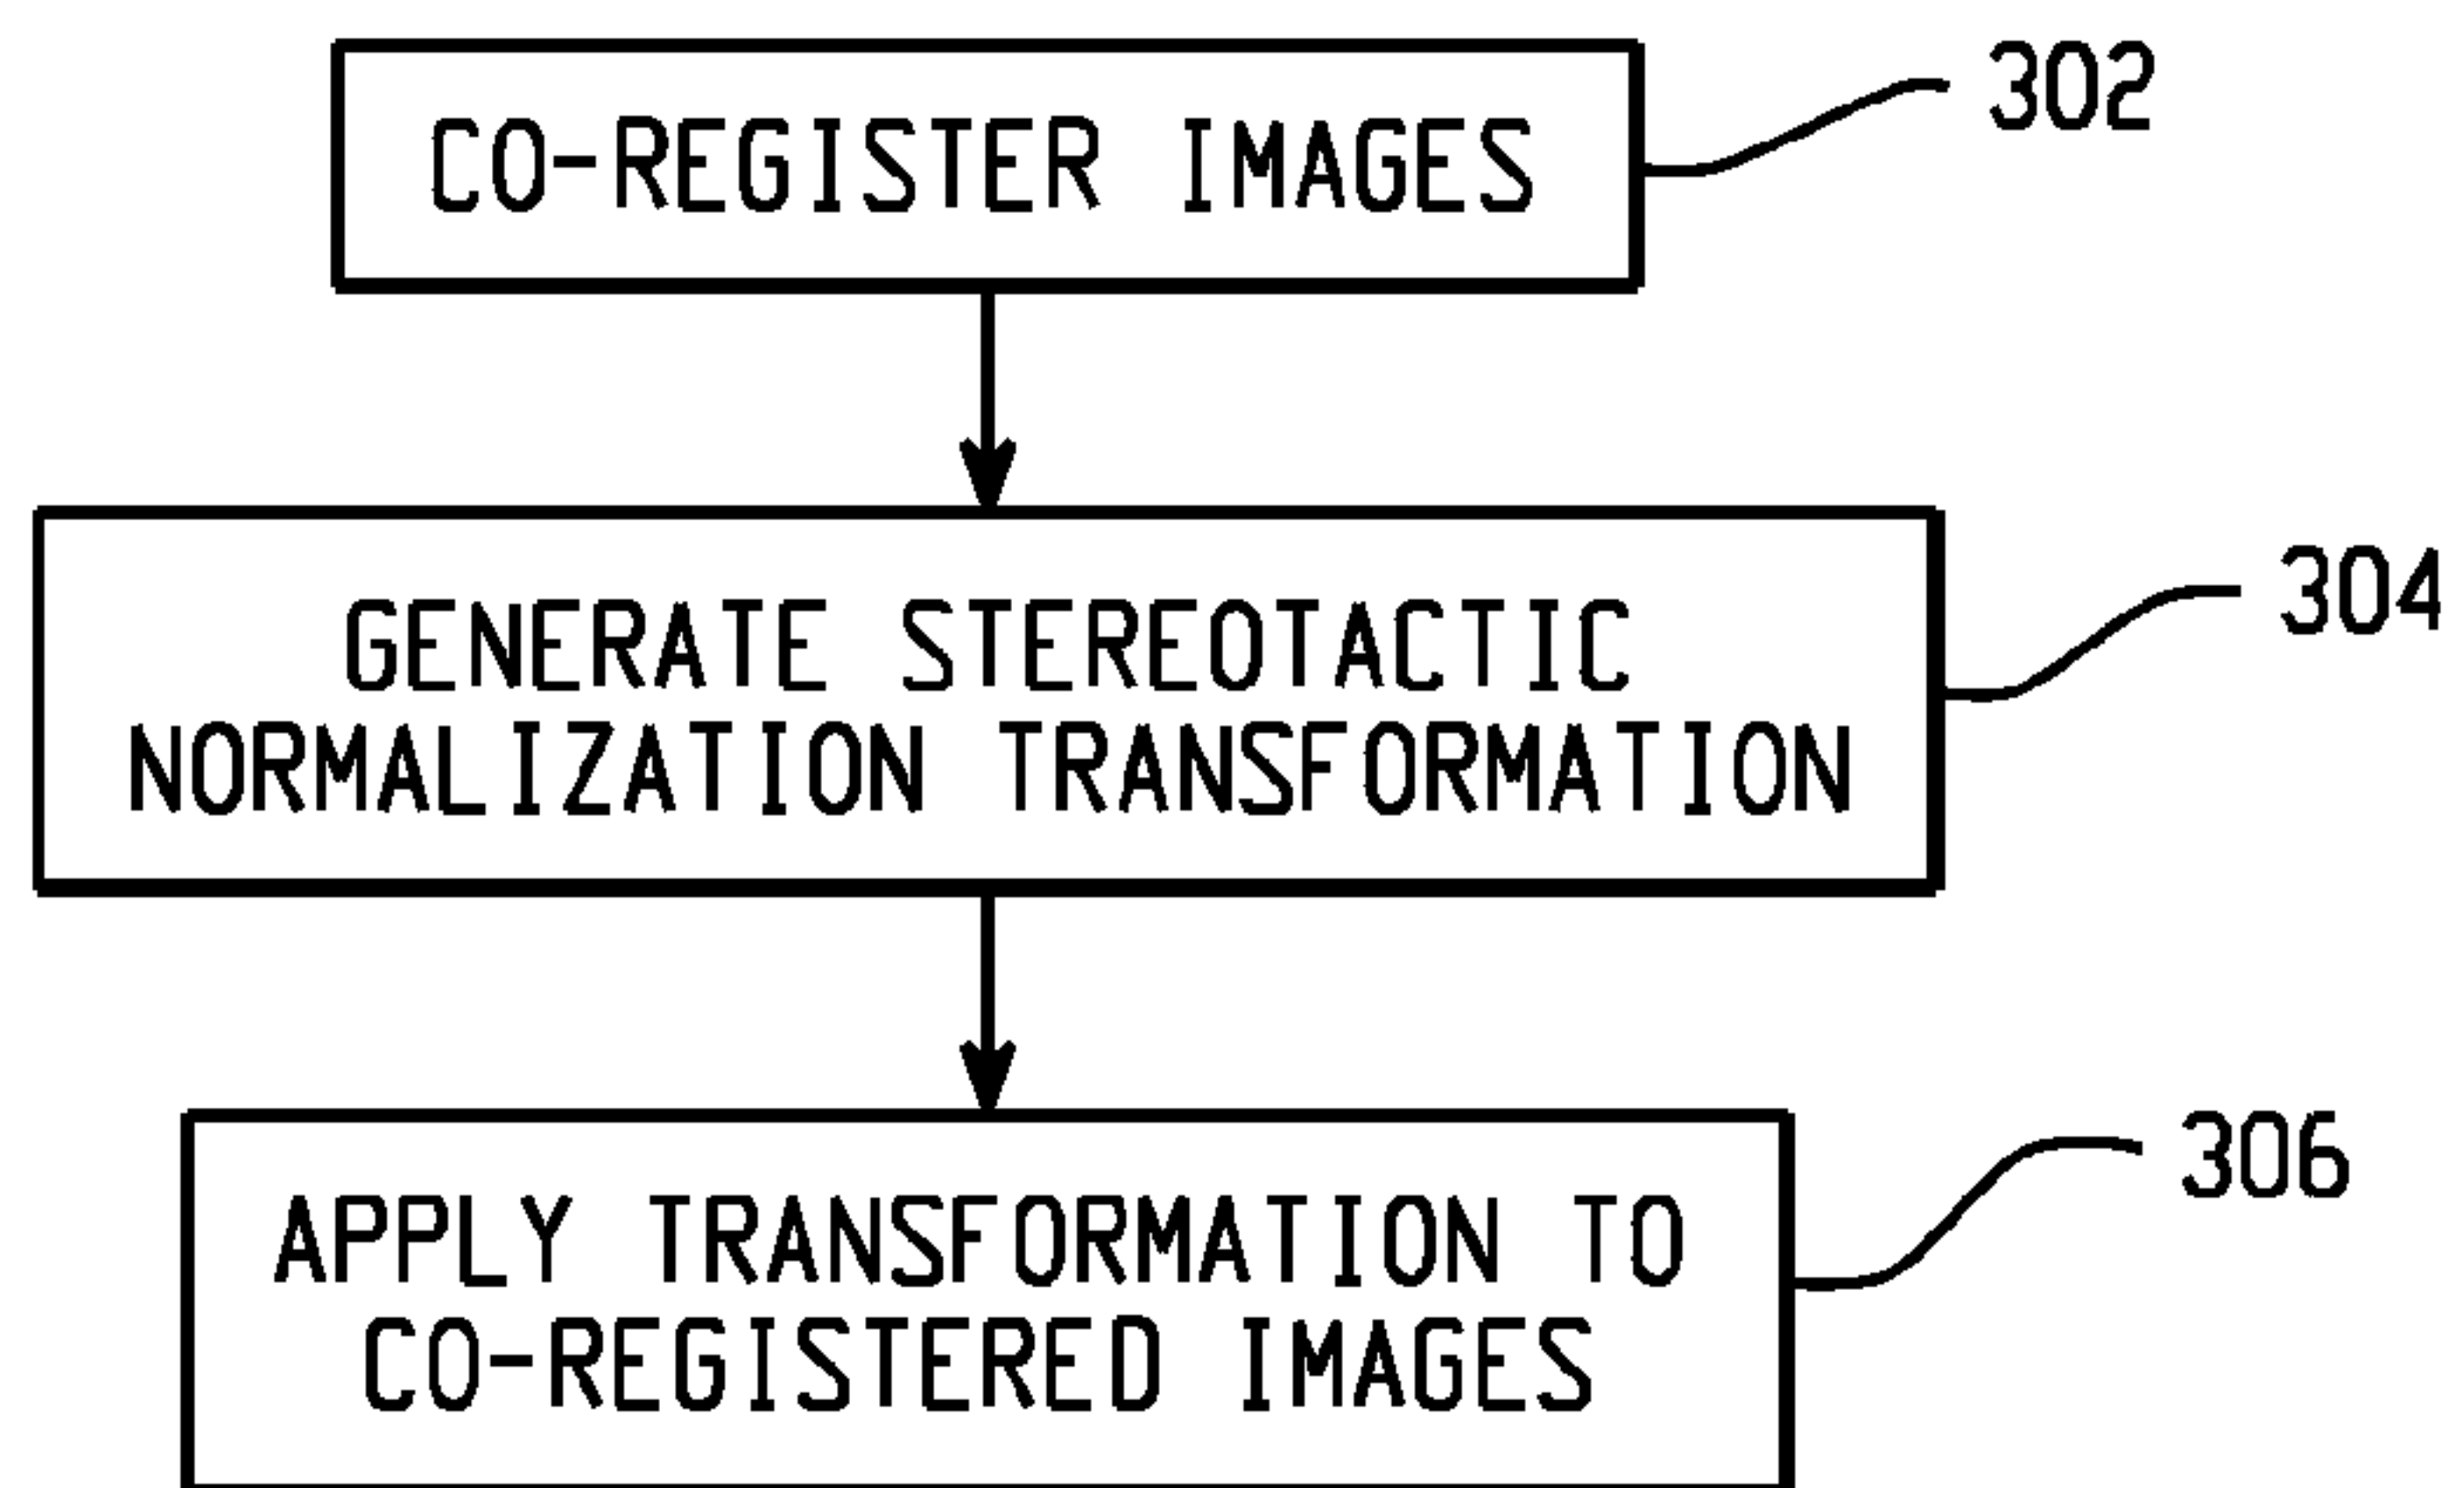 CO-REGISTER IMAGES
302
GENERATE STEREOTACTIC
NORMALIZATION TRANSFORMATION
304
APPLY TRANSFORMATION TO
CO-REGISTERED IMAGES
306